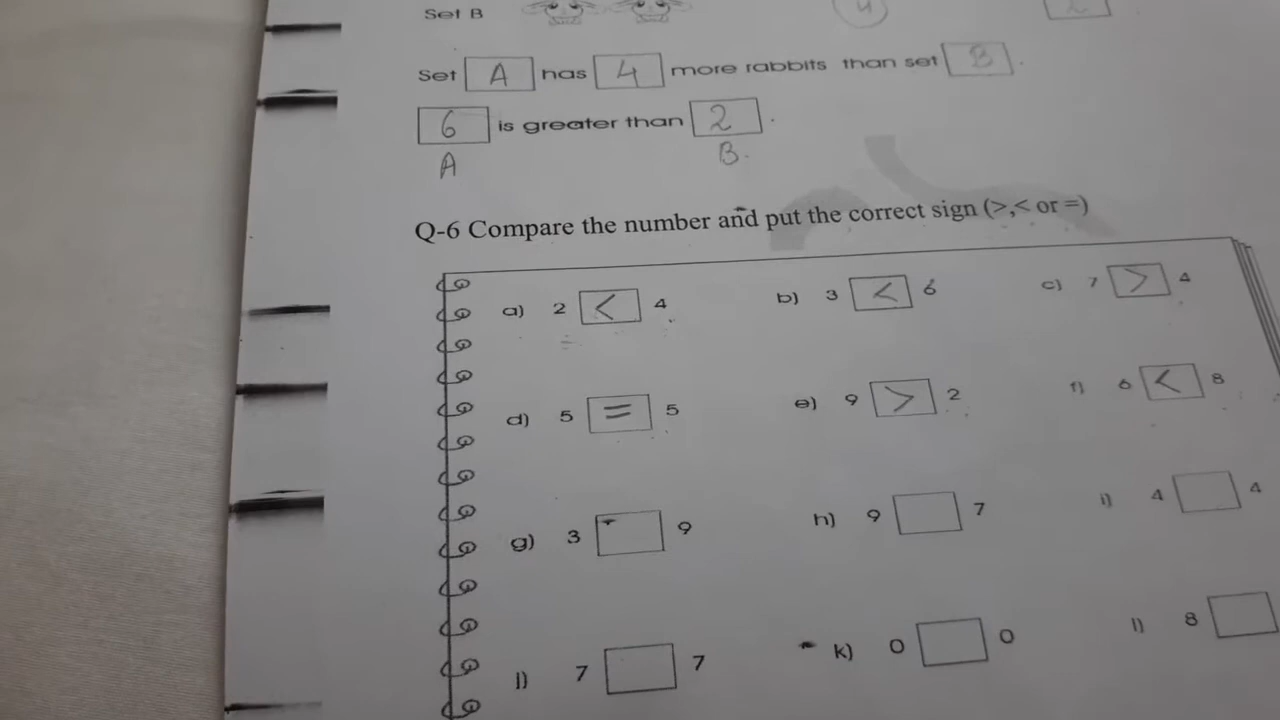 Set B 4 2
Set A has 4 more rabbits than set B.
6 is greater than 2.
A B.
Q-6 Compare the number and put the correct sign (>,< or =)
a) 2 < 4 b) 3 < 6 c) 7 > 4
d) 5 = 5 e) 9 > 2 f) 6 < 8
g) 3 9 h) 9 7 i) 4 4
j) 7 7 k) 0 0 l) 8